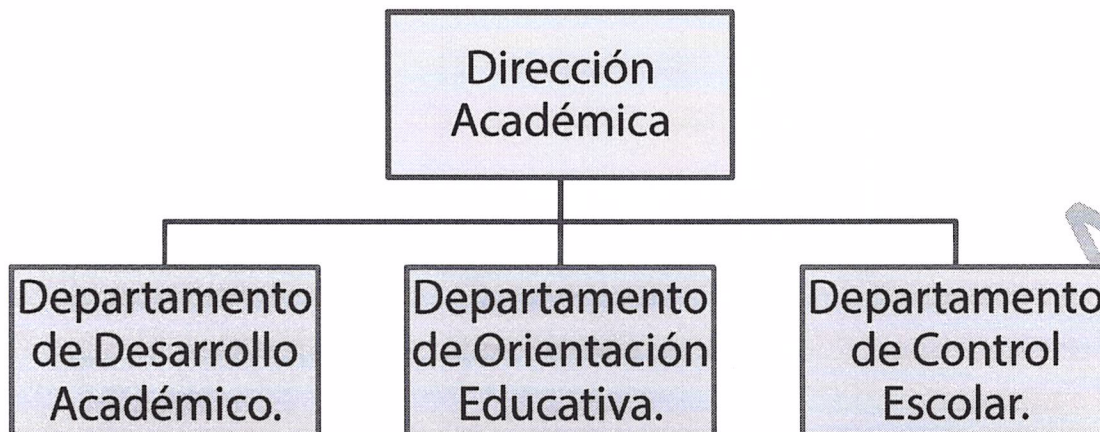 Dirección
Académica
Departamento
de Desarrollo
Académico.
Departamento
de Orientación
Educativa.
Departamento
de Control
Escolar.